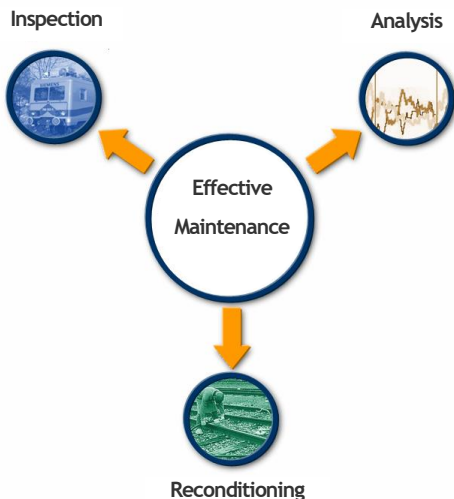 Inspection
Analysis
Effective
Maintenance
Reconditioning